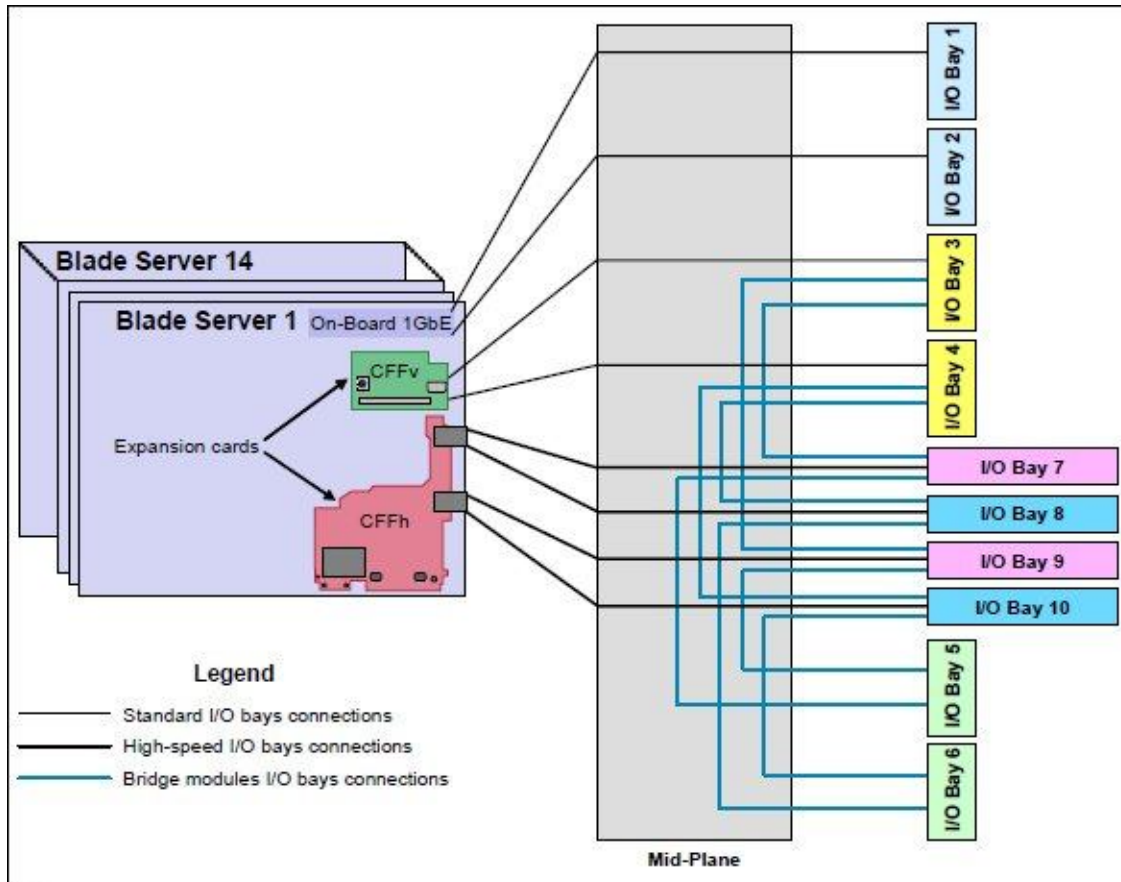 Blade Server 14
Blade Server 1
On-Board 1GbE
CFFv
Expansion cards
CFFh
Legend
Standard I/O bays connections
High-speed I/O bays connections
Bridge modules I/O bays connections
Mid-Plane
I/O Bay 1
I/O Bay 2
I/O Bay 3
I/O Bay 4
I/O Bay 7
I/O Bay 8
I/O Bay 9
I/O Bay 10
I/O Bay 5
I/O Bay 6